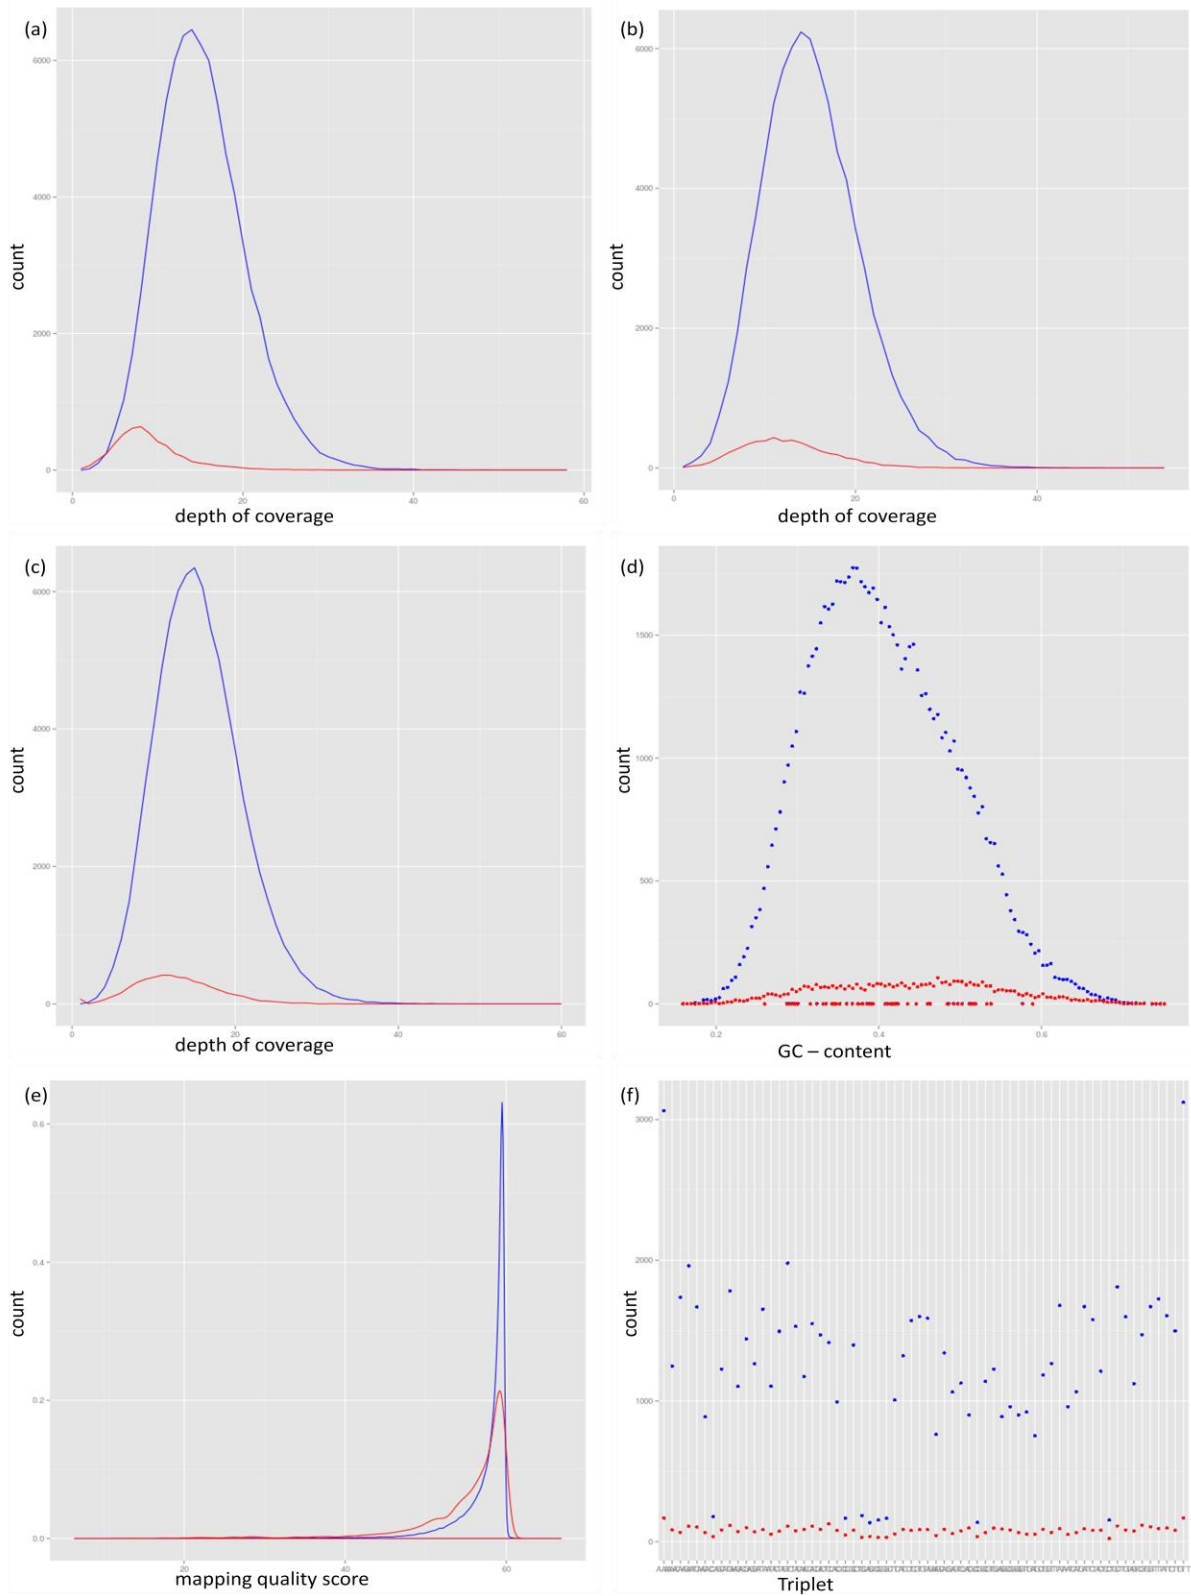 (a)
6000
4000
2000
0
count
0 20 40 60
depth of coverage
(b)
6000
4000
2000
0
count
0 20 40
depth of coverage
(c)
6000
4000
2000
0
count
0 20 40 60
depth of coverage
(d)
1500
1000
500
0
count
0.2 0.4 0.6
GC – content
(e)
0.6
0.4
0.2
0.0
count
20 40 60
mapping quality score
(f)
3000
2000
1000
0
count
Triplet